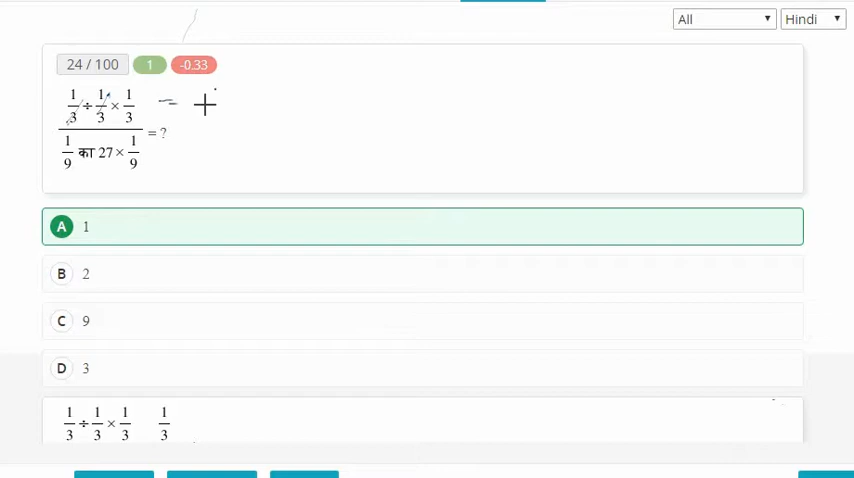 All Hindi
24 / 100 1 -0.33
1/3 ÷ 1/3 × 1/3
= ?
1/9 का 27 × 1/9
A 1
B 2
C 9
D 3
1/3 ÷ 1/3 × 1/3 1/3